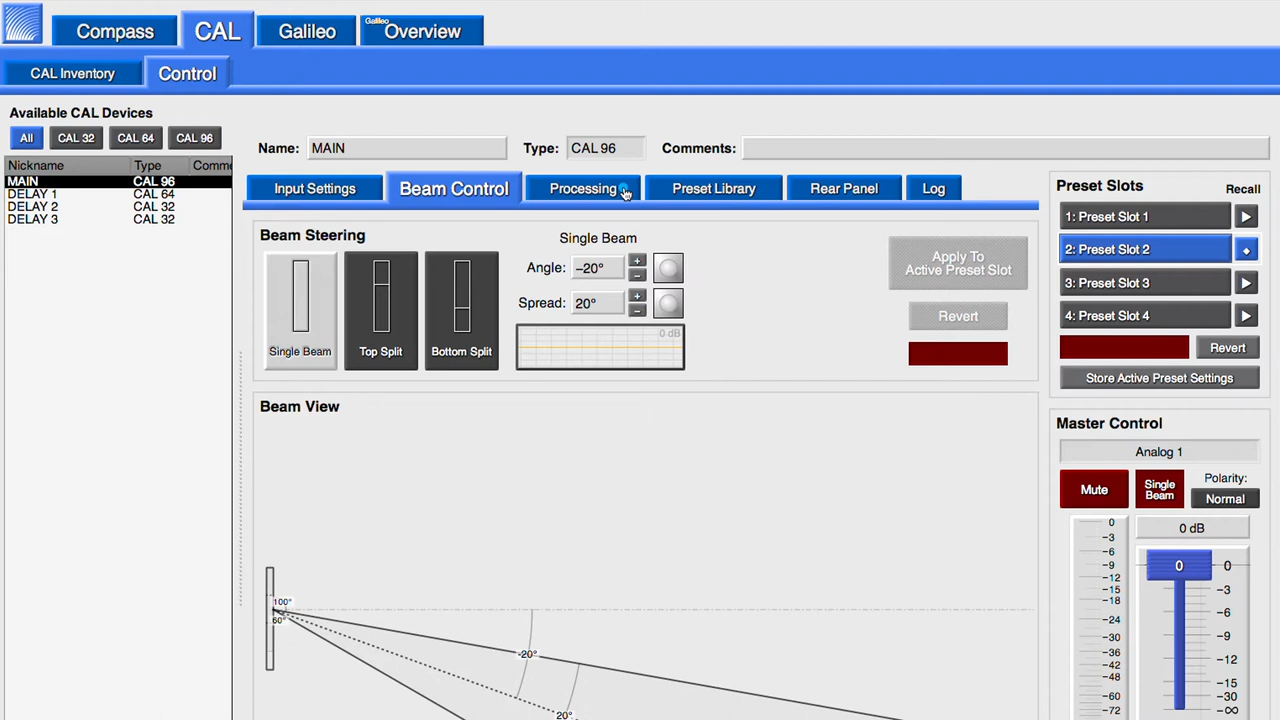 Compass CAL Galileo Galileo Overview
CAL Inventory Control
Available CAL Devices
All CAL 32 CAL 64 CAL 96
Nickname Type Comme
MAIN CAL 96
DELAY 1 CAL 64
DELAY 2 CAL 32
DELAY 3 CAL 32
Name: MAIN Type: CAL 96 Comments:
Input Settings Beam Control Processing Preset Library Rear Panel Log
Beam Steering
Single Beam
Top Split
Bottom Split
Single Beam
Angle: -20° + -
Spread: 20° + -
0 dB
Apply To
Active Preset Slot
Revert
Beam View
100°
60°
-20°
20°
Preset Slots Recall
1: Preset Slot 1
2: Preset Slot 2
3: Preset Slot 3
4: Preset Slot 4
Revert
Store Active Preset Settings
Master Control
Analog 1
Mute
Single
Beam
Polarity:
Normal
0
-3
-6
-9
-12
-15
-18
-24
-30
-36
-42
-48
-60
-72
0 dB
0
0
-3
-6
-9
-12
-15
-30
-∞